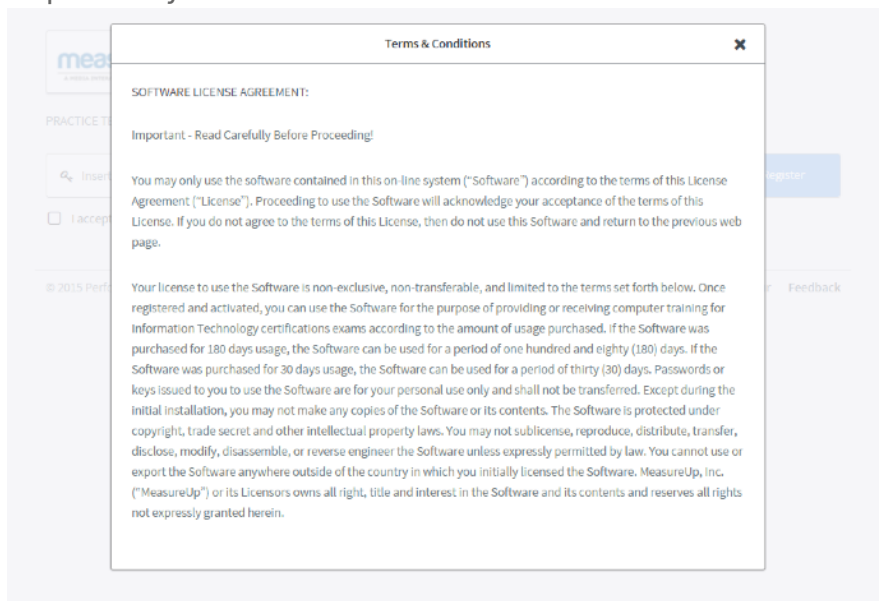 Terms & Conditions
meas
PRACTICE TE
Insert
egister
I accept
© 2015 Perfo
r Feedback
SOFTWARE LICENSE AGREEMENT:
Important - Read Carefully Before Proceeding!
You may only use the software contained in this on-line system (“Software”) according to the terms of this License
Agreement (“License”). Proceeding to use the Software will acknowledge your acceptance of the terms of this
License. If you do not agree to the terms of this License, then do not use this Software and return to the previous web
page.
Your license to use the Software is non-exclusive, non-transferable, and limited to the terms set forth below. Once
registered and activated, you can use the Software for the purpose of providing or receiving computer training for
Information Technology certifications exams according to the amount of usage purchased. If the Software was
purchased for 180 days usage, the Software can be used for a period of one hundred and eighty (180) days. If the
Software was purchased for 30 days usage, the Software can be used for a period of thirty (30) days. Passwords or
keys issued to you to use the Software are for your personal use only and shall not be transferred. Except during the
initial installation, you may not make any copies of the Software or its contents. The Software is protected under
copyright, trade secret and other intellectual property laws. You may not sublicense, reproduce, distribute, transfer,
disclose, modify, disassemble, or reverse engineer the Software unless expressly permitted by law. You cannot use or
export the Software anywhere outside of the country in which you initially licensed the Software. MeasureUp, Inc.
(“MeasureUp”) or its Licensors owns all right, title and interest in the Software and its contents and reserves all rights
not expressly granted herein.